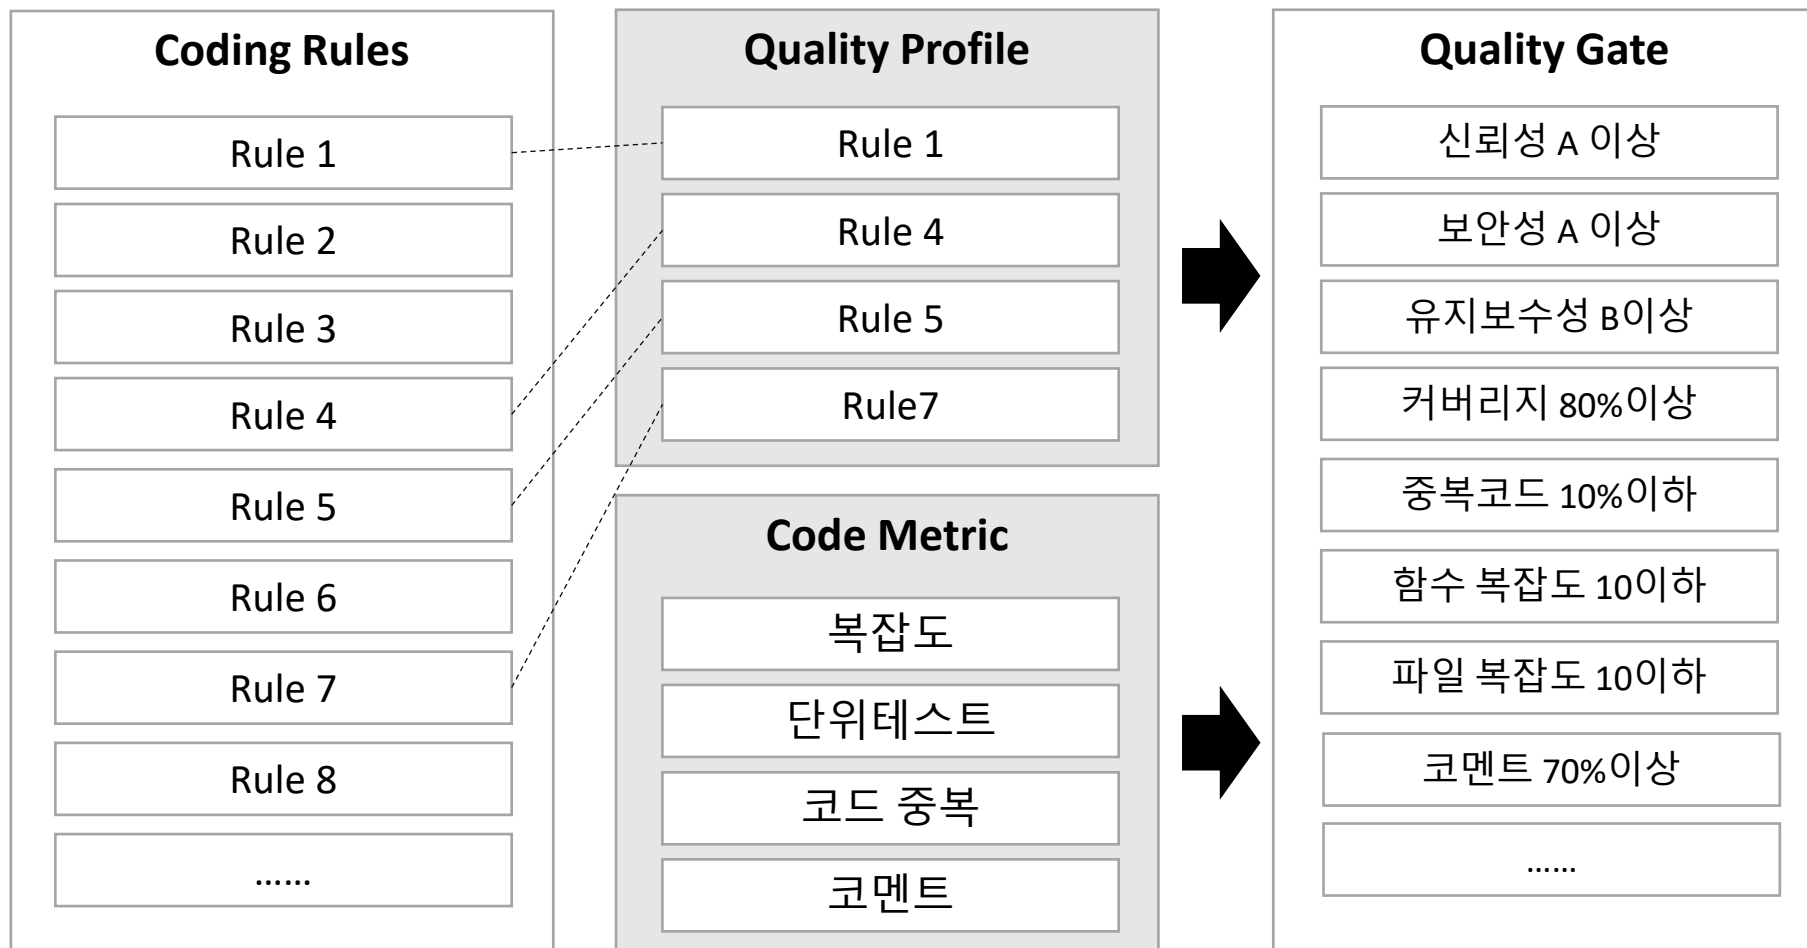 Coding Rules
Rule 1
Rule 2
Rule 3
Rule 4
Rule 5
Rule 6
Rule 7
Rule 8
......
Quality Profile
Rule 1
Rule 4
Rule 5
Rule7
Code Metric
복잡도
단위테스트
코드 중복
코멘트
Quality Gate
신뢰성 A 이상
보안성 A 이상
유지보수성 B이상
커버리지 80%이상
중복코드 10%이하
함수 복잡도 10이하
파일 복잡도 10이하
코멘트 70%이상
......